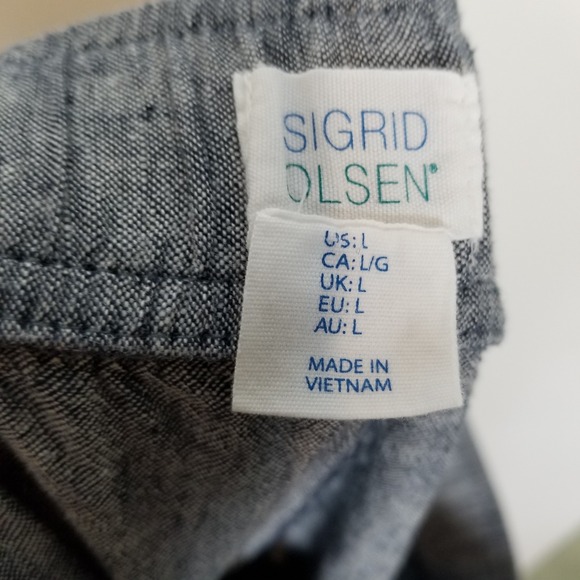 SIGRID
OLSEN®
US: L
CA: L/G
UK: L
EU: L
AU: L
MADE IN
VIETNAM